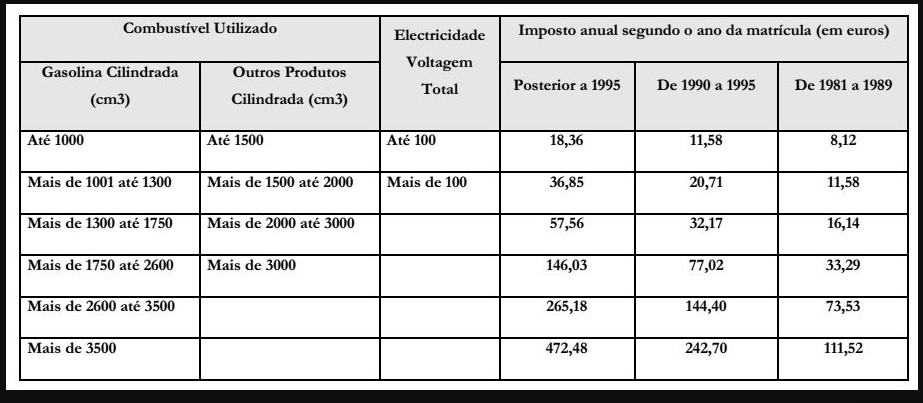 Combustível Utilizado
Electricidade
Voltagem
Total
Imposto anual segundo o ano da matrícula (em euros)
Gasolina Cilindrada
(cm3)
Outros Produtos
Cilindrada (cm3)
Posterior a 1995
De 1990 a 1995
De 1981 a 1989
Até 1000 Até 1500 Até 100 18,36 11,58 8,12
Mais de 1001 até 1300 Mais de 1500 até 2000 Mais de 100 36,85 20,71 11,58
Mais de 1300 até 1750 Mais de 2000 até 3000 57,56 32,17 16,14
Mais de 1750 até 2600 Mais de 3000 146,03 77,02 33,29
Mais de 2600 até 3500 265,18 144,40 73,53
Mais de 3500 472,48 242,70 111,52